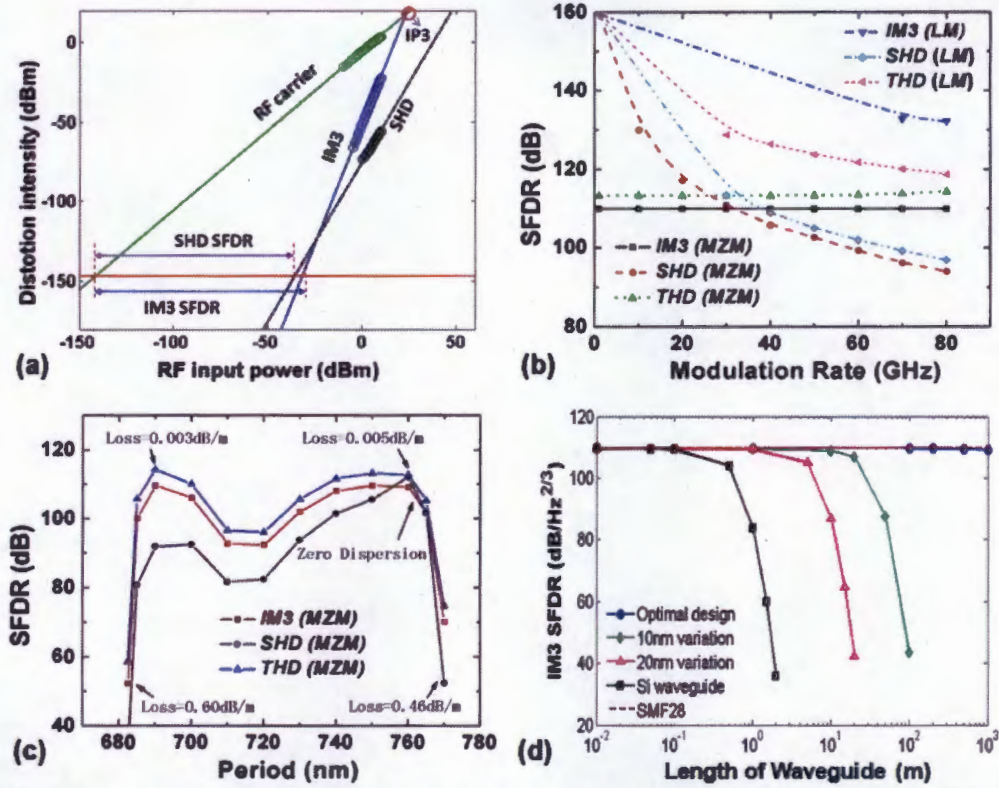 Distotion intensity (dBm)
0
-50
-100
-150
RF carrier
IP3
IM3
SHD
SHD SFDR
IM3 SFDR
-150
-100
-50
0
50
(a)
RF input power (dBm)
SFDR (dB)
160
140
120
100
80
IM3 (LM)
SHD (LM)
THD (LM)
IM3 (MZM)
SHD (MZM)
THD (MZM)
0
20
40
60
80
(b)
Modulation Rate (GHz)
SFDR (dB)
120
100
80
60
40
Loss=0.003dB/m
Loss=0.005dB/m
Zero Dispersion
IM3 (MZM)
SHD (MZM)
THD (MZM)
Loss=0.60dB/m
Loss=0.46dB/m
680
700
720
740
760
780
(c)
Period (nm)
IM3 SFDR (dB/Hz^2/3)
120
110
80
60
40
20
Optimal design
10nm variation
20nm variation
Si waveguide
SMF28
10^-2
10^-1
10^0
10^1
10^2
10^3
(d)
Length of Waveguide (m)